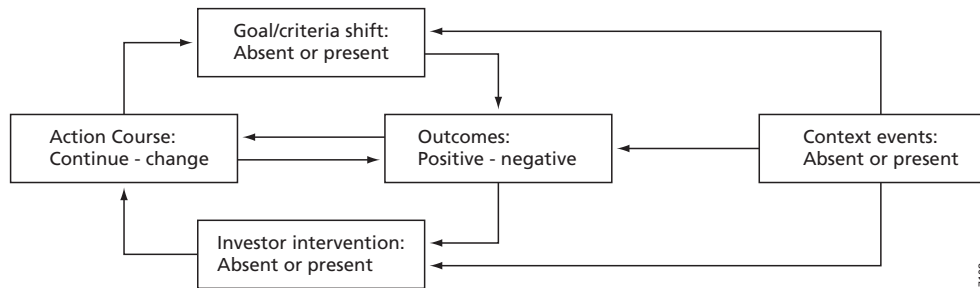 Goal/criteria shift:
Absent or present
Action Course:
Continue - change
Outcomes:
Positive - negative
Context events:
Absent or present
Investor intervention:
Absent or present